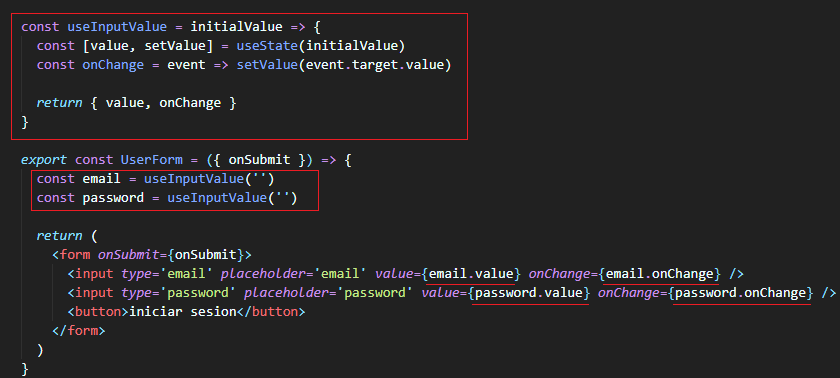 const useInputValue = initialValue => {
const [value, setValue] = useState(initialValue)
const onChange = event => setValue(event.target.value)
return { value, onChange }
}
export const UserForm = ({ onSubmit }) => {
const email = useInputValue('')
const password = useInputValue('')
return (
<form onSubmit={onSubmit}>
<input type='email' placeholder='email' value={email.value} onChange={email.onChange} />
<input type='password' placeholder='password' value={password.value} onChange={password.onChange} />
<button>iniciar sesion</button>
</form>
)
}